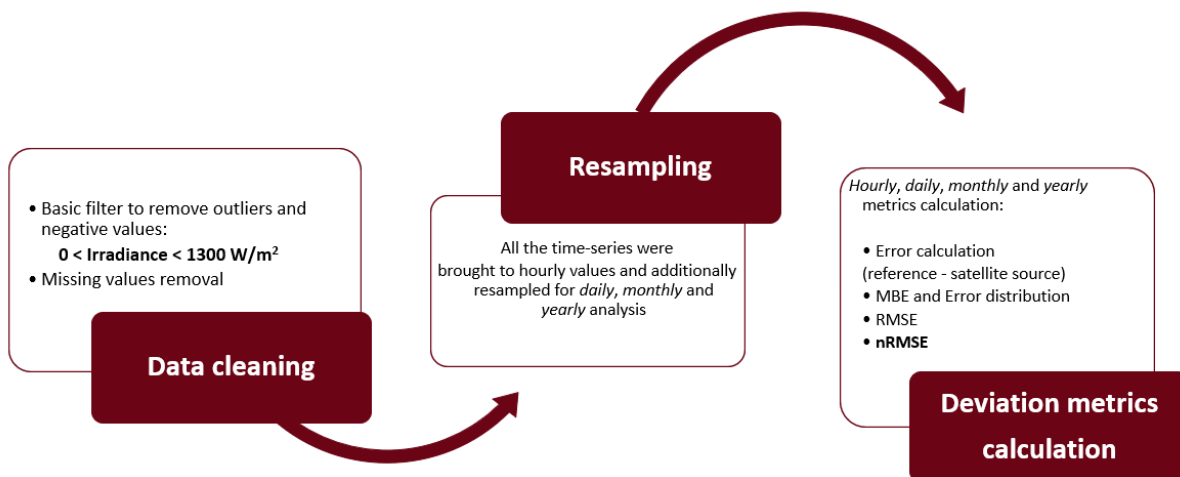 • Basic filter to remove outliers and
negative values:
0 < Irradiance < 1300 W/m²
• Missing values removal
Data cleaning
Resampling
All the time-series were
brought to hourly values and additionally
resampled for daily, monthly and
yearly analysis
Hourly, daily, monthly and yearly
metrics calculation:
• Error calculation
(reference - satellite source)
• MBE and Error distribution
• RMSE
• nRMSE
Deviation metrics
calculation